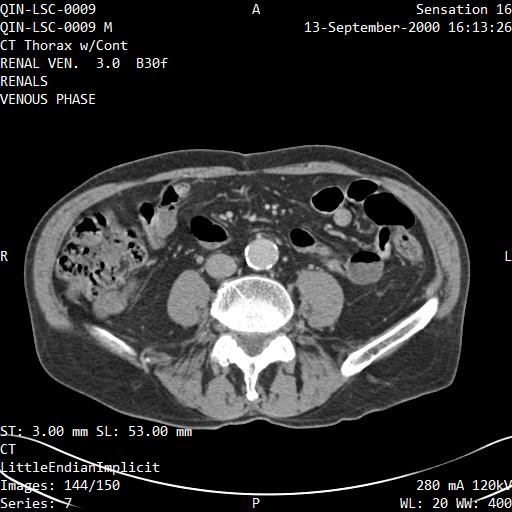 QIN-LSC-0009 A Sensation 16
QIN-LSC-0009 M 13-September-2000 16:13:26
CT Thorax w/Cont
RENAL VEN. 3.0 B30f
RENALS
VENOUS PHASE
R L
ST: 3.00 mm SL: 53.00 mm
CT
LittleEndianImplicit
Images: 144/150 280 mA 120kV
Series: 7 P WL: 20 WW: 400